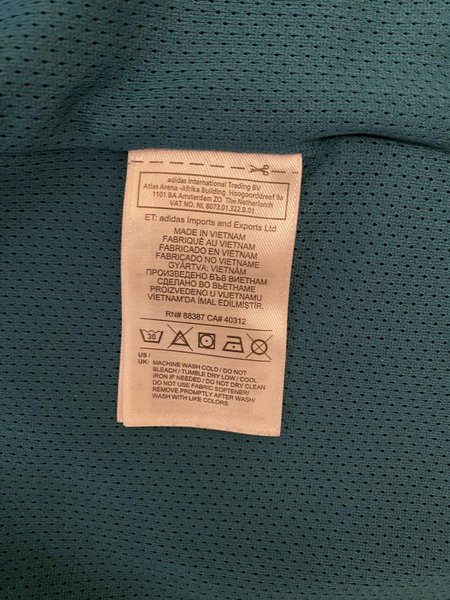 adidas International Trading BV
Atlas Arena -Afrika Building, Hoogoorddreef 9a
1101 BA Amsterdam ZO The Netherlands
VAT NO. NL 8073.01.322.B.01
ET: adidas Imports and Exports Ltd
MADE IN VIETNAM
FABRIQUÉ AU VIETNAM
FABRICADO EN VIETNAM
FABRICADO NO VIETNAME
GYÁRTVA: VIETNÁM
ПРОИЗВЕДЕНО ВЪВ ВИЕТНАМ
СДЕЛАНО ВО ВЬЕТНАМЕ
PROIZVEDENO U VIJETNAMU
VIETNAM'DA İMAL EDİLMİŞTİR.
RN# 88387 CA# 40312
30
US /
UK: MACHINE WASH COLD / DO NOT
BLEACH / TUMBLE DRY LOW / COOL
IRON IF NEEDED / DO NOT DRY CLEAN
DO NOT USE FABRIC SOFTENER/
REMOVE PROMPTLY AFTER WASH/
WASH WITH LIKE COLORS